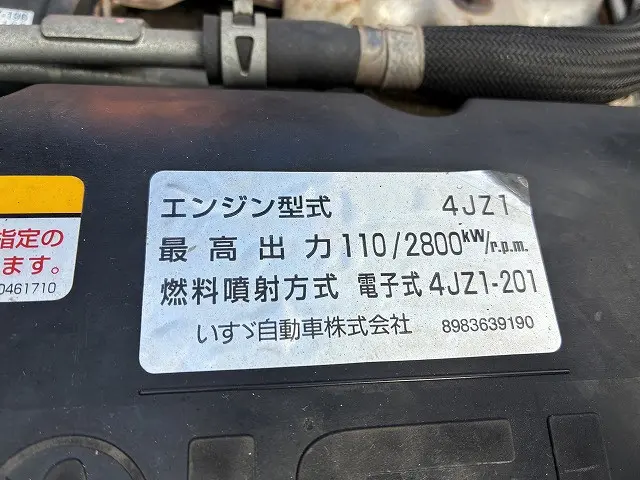 エンジン型式 4JZ1
最高出力 110/2800kW/r.p.m.
燃料噴射方式 電子式 4JZ1-201
いすゞ自動車株式会社 8983639190
指定の
ます。
0461710